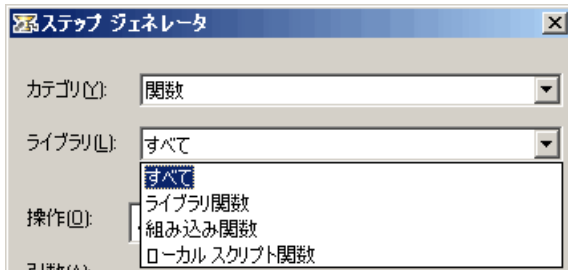 ステップ ジェネレータ
カテゴリ(Y): 関数
ライブラリ(L): すべて
すべて
ライブラリ関数
操作(O): 
組み込み関数
ローカル スクリプト関数